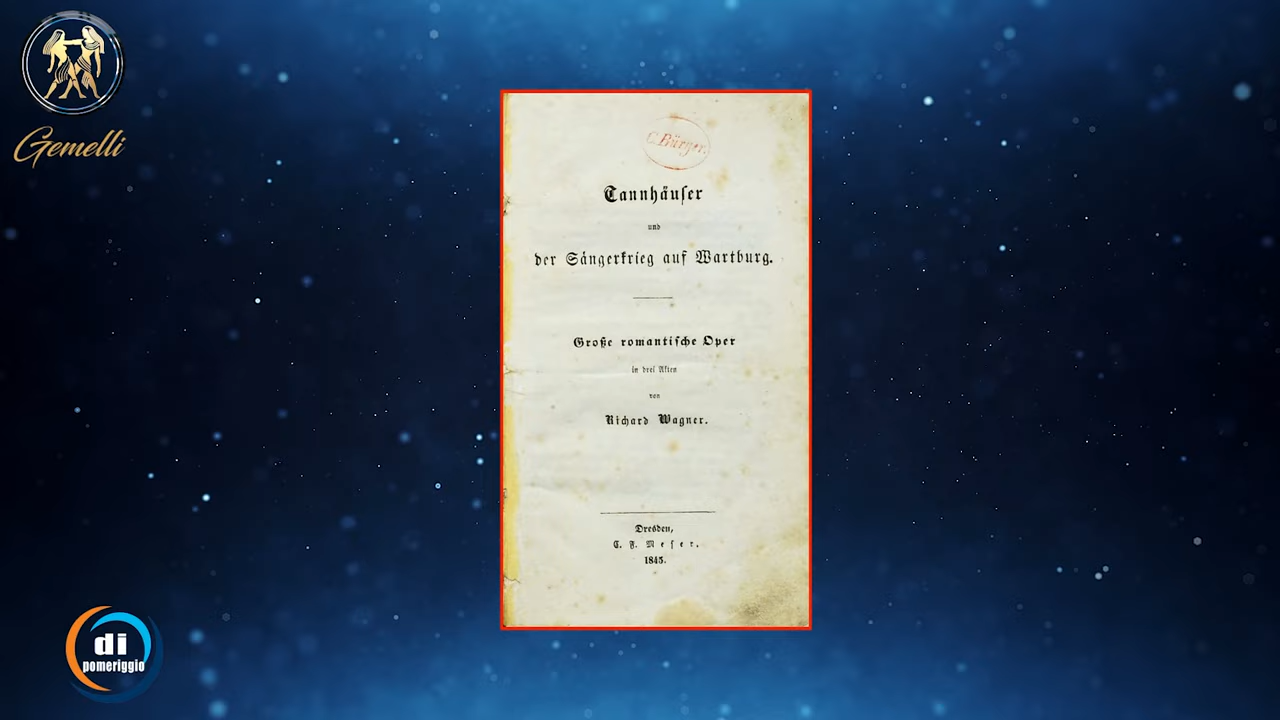 Gemelli
C. Bürger.
Tannhäuſer
und
der Sängerkrieg auf Wartburg.
Große romantiſche Oper
in drei Akten
von
Richard Wagner.
Dresden,
C. F. Meſer.
1845.
di
pomeriggio